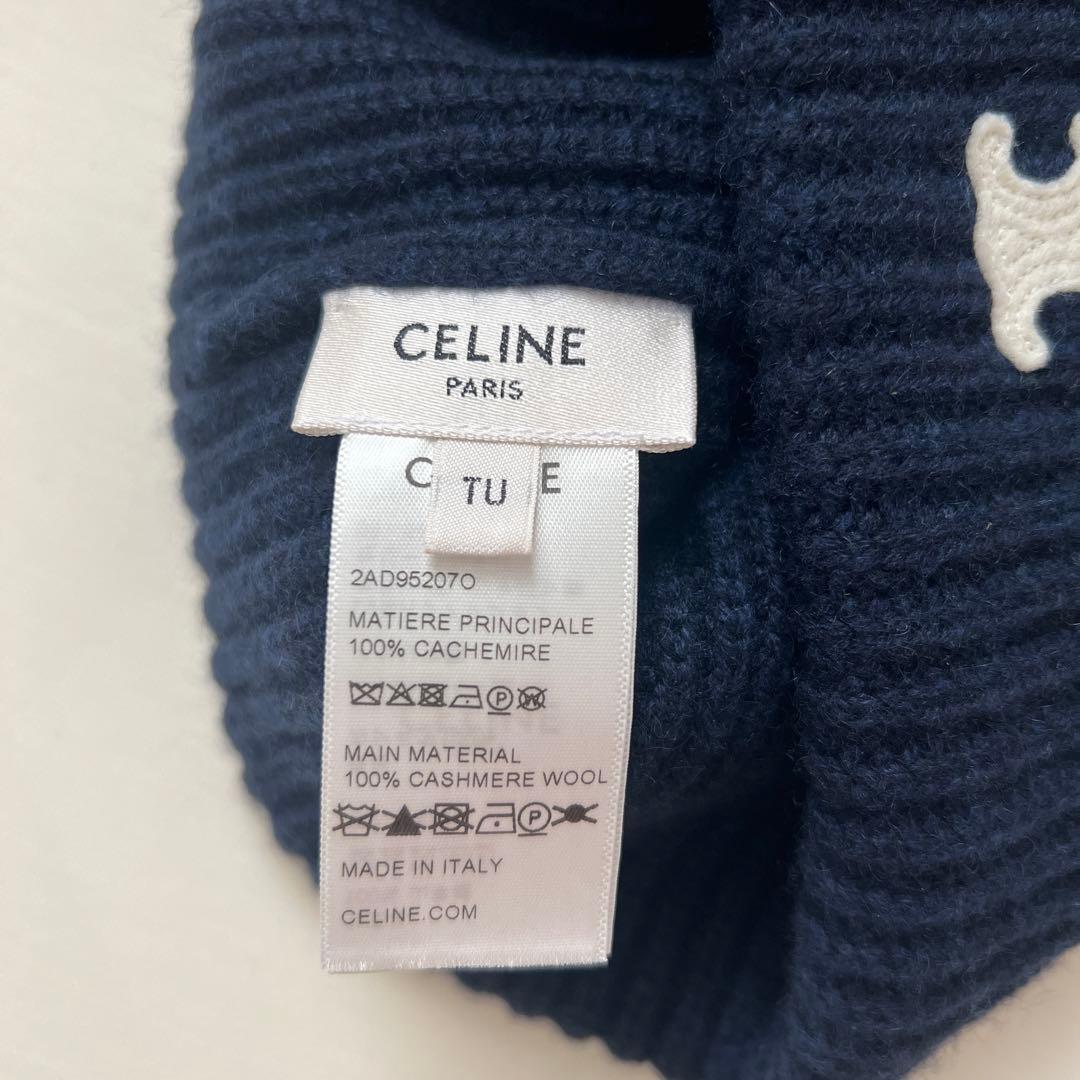 CELINE
PARIS
C E
TU
2AD95207O
MATIERE PRINCIPALE
100% CACHEMIRE
MAIN MATERIAL
100% CASHMERE WOOL
MADE IN ITALY
CELINE.COM